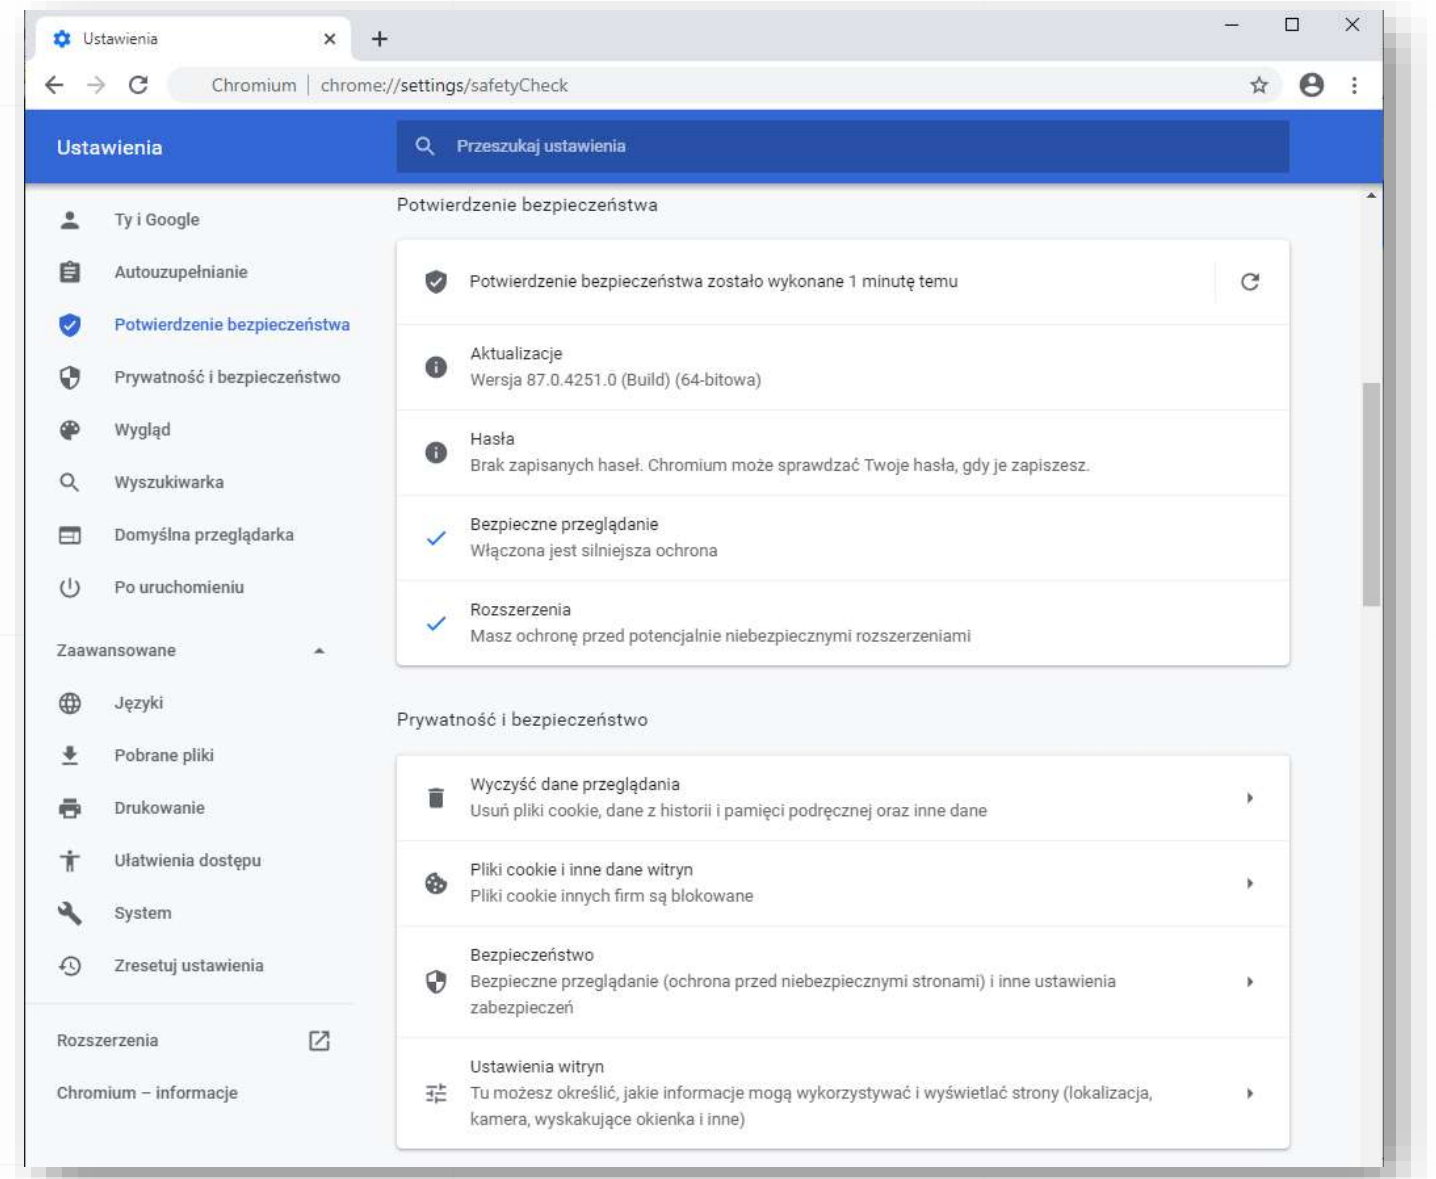 Ustawienia
Chromium | chrome://settings/safetyCheck
Ustawienia
Przeszukaj ustawienia
Ty i Google
Autouzupełnianie
Potwierdzenie bezpieczeństwa
Prywatność i bezpieczeństwo
Wygląd
Wyszukiwarka
Domyślna przeglądarka
Po uruchomieniu
Zaawansowane
Języki
Pobrane pliki
Drukowanie
Ułatwienia dostępu
System
Zresetuj ustawienia
Rozszerzenia
Chromium – informacje
Potwierdzenie bezpieczeństwa
Potwierdzenie bezpieczeństwa zostało wykonane 1 minutę temu
Aktualizacje
Wersja 87.0.4251.0 (Build) (64-bitowa)
Hasła
Brak zapisanych haseł. Chromium może sprawdzać Twoje hasła, gdy je zapiszesz.
Bezpieczne przeglądanie
Włączona jest silniejsza ochrona
Rozszerzenia
Masz ochronę przed potencjalnie niebezpiecznymi rozszerzeniami
Prywatność i bezpieczeństwo
Wyczyść dane przeglądania
Usuń pliki cookie, dane z historii i pamięci podręcznej oraz inne dane
Pliki cookie i inne dane witryn
Pliki cookie innych firm są blokowane
Bezpieczeństwo
Bezpieczne przeglądanie (ochrona przed niebezpiecznymi stronami) i inne ustawienia
zabezpieczeń
Ustawienia witryn
Tu możesz określić, jakie informacje mogą wykorzystywać i wyświetlać strony (lokalizacja,
kamera, wyskakujące okienka i inne)